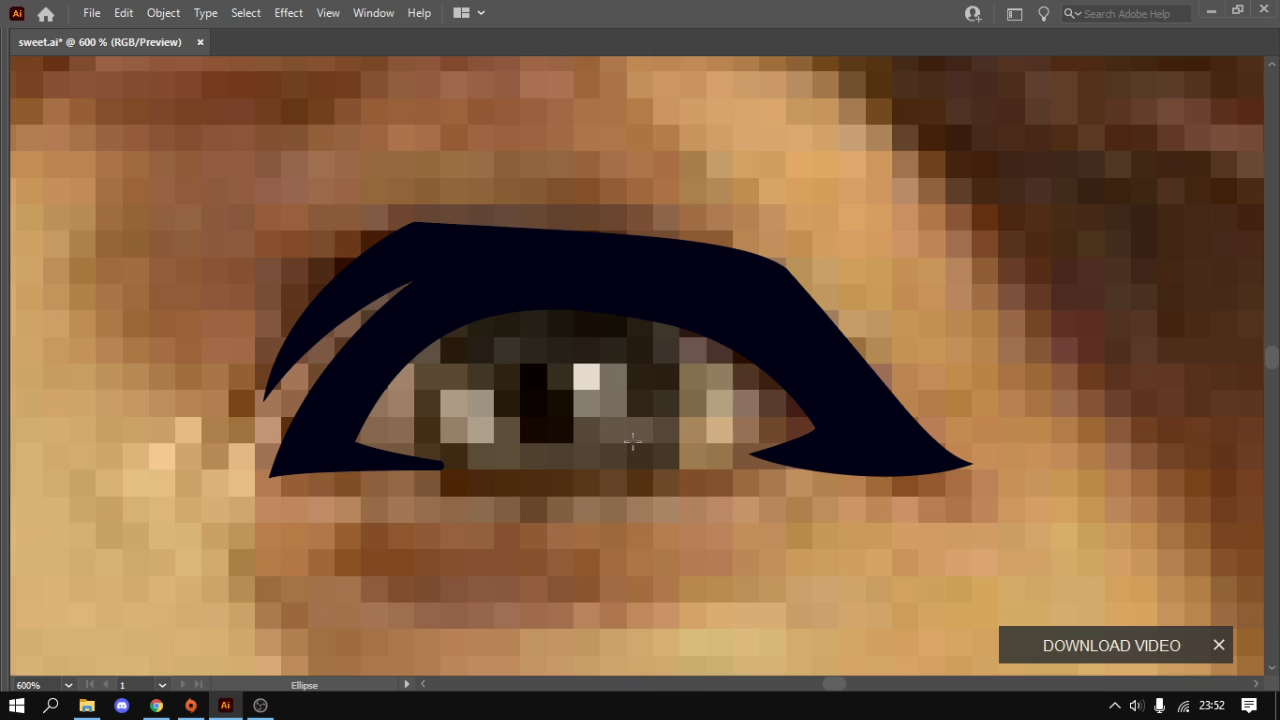 Ai File Edit Object Type Select Effect View Window Help Search Adobe Help
sweet.ai* @ 600 % (RGB/Preview) ×
DOWNLOAD VIDEO
600% 1 Ellipse
Ai 23:52